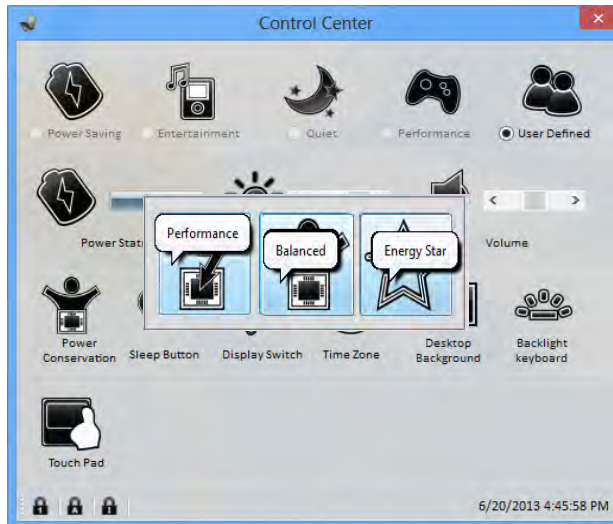 Control Center
Power Saving
Entertainment
Quiet
Performance
User Defined
Performance
Balanced
Energy Star
Power Stat
Volume
Power
Conservation
Sleep Button
Display Switch
Time Zone
Desktop
Background
Backlight
keyboard
Touch Pad
1
A
6/20/2013 4:45:58 PM